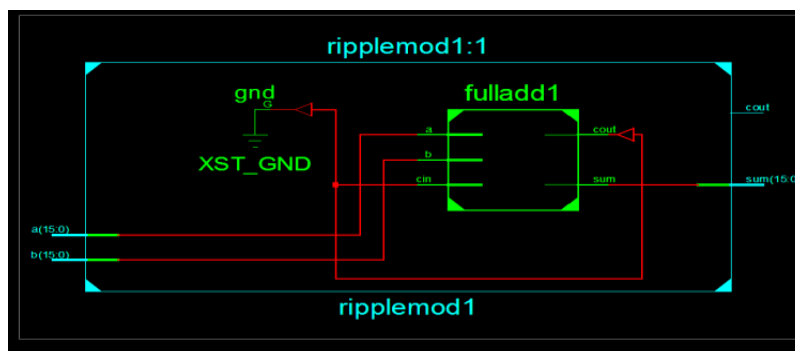 ripplemod1:1
gnd
G
XST_GND
fulladd1
a
b
cin
cout
sum
cout
sum(15:0
a(15:0)
b(15:0)
ripplemod1